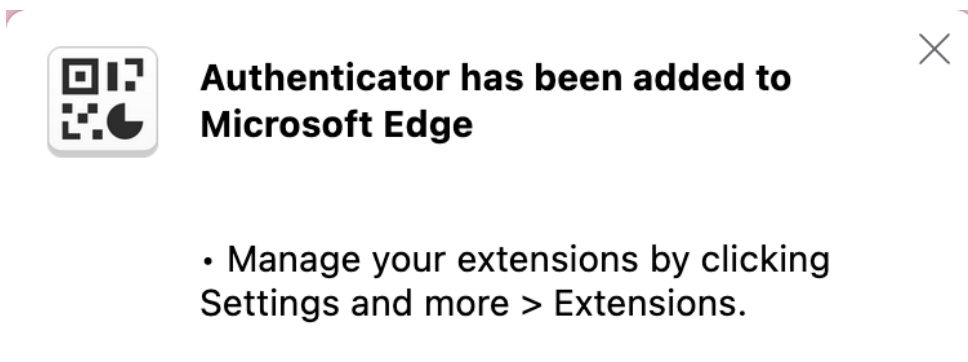 Authenticator has been added to
Microsoft Edge
• Manage your extensions by clicking
Settings and more > Extensions.